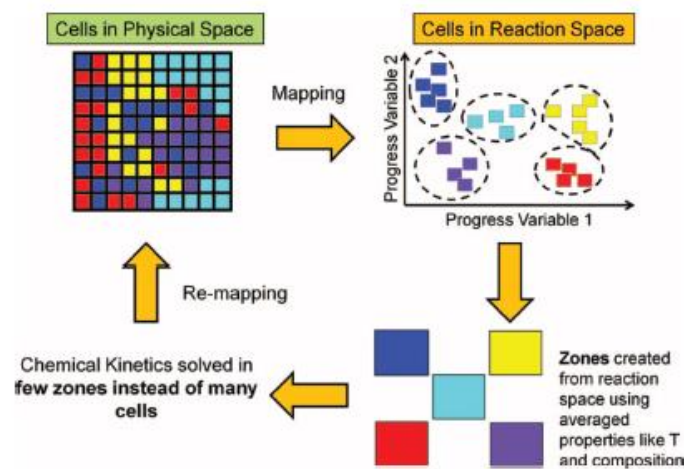 Cells in Physical Space
Cells in Reaction Space
Mapping
Progress Variable 2
Progress Variable 1
Re-mapping
Chemical Kinetics solved in
few zones instead of many
cells
Zones created
from reaction
space using
averaged
properties like T
and composition